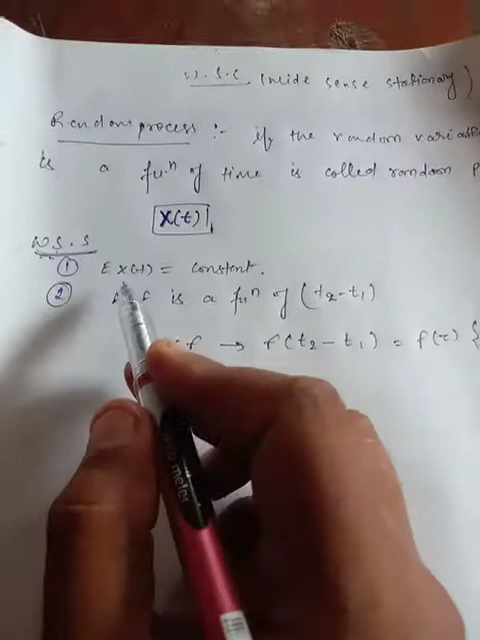 W.S.S (wide sense stationary)
Random process :- if the random variab
is a fuⁿ of time is called random p
X(t)
W.S.S
① E X(t) = constant.
② is a fuⁿ of (t₂-t₁)
→ f(t₂-t₁) = f(τ) {